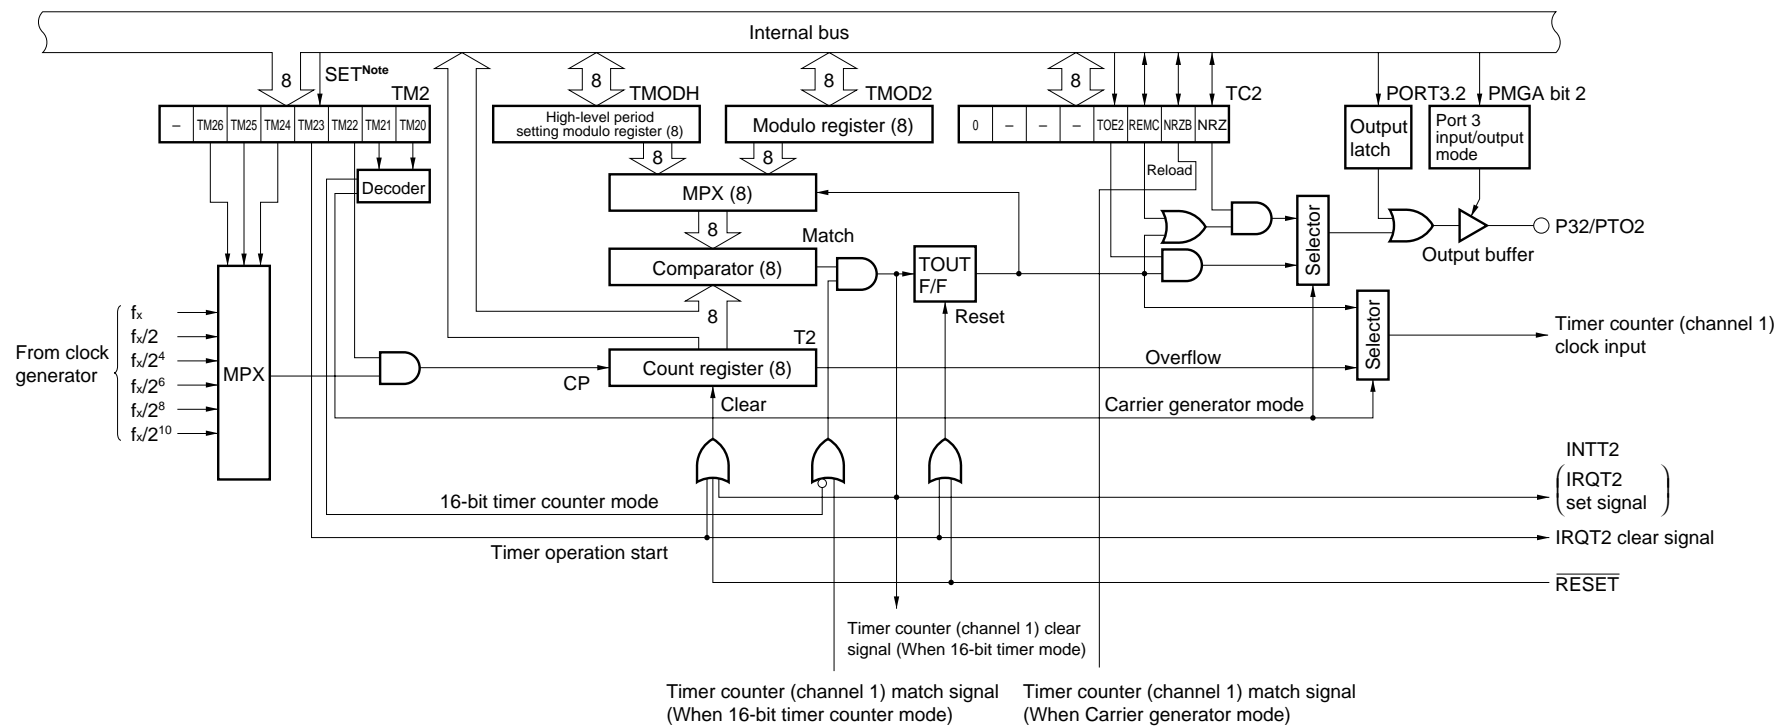 Internal bus
8
SETNote
TM2
8
8
TMODH
8
TMOD2
8
TC2
PORT3.2
PMGA bit 2
– TM26 TM25 TM24 TM23 TM22 TM21 TM20
High-level period
setting modulo register (8)
Modulo register (8)
0 – – – TOE2 REMC NRZB NRZ
Output
latch
Port 3
input/output
mode
Decoder
8
8
Reload
MPX (8)
8
Match
Comparator (8)
TOUT
F/F
Selector
P32/PTO2
Output buffer
8
Reset
From clock
generator
fx
fx/2
fx/2⁴
fx/2⁶
fx/2⁸
fx/2¹⁰
MPX
CP
T2
Count register (8)
Overflow
Selector
Timer counter (channel 1)
clock input
Clear
Carrier generator mode
16-bit timer counter mode
INTT2
(IRQT2
set signal)
Timer operation start
IRQT2 clear signal
RESET
Timer counter (channel 1) clear
signal (When 16-bit timer mode)
Timer counter (channel 1) match signal
(When 16-bit timer counter mode)
Timer counter (channel 1) match signal
(When Carrier generator mode)